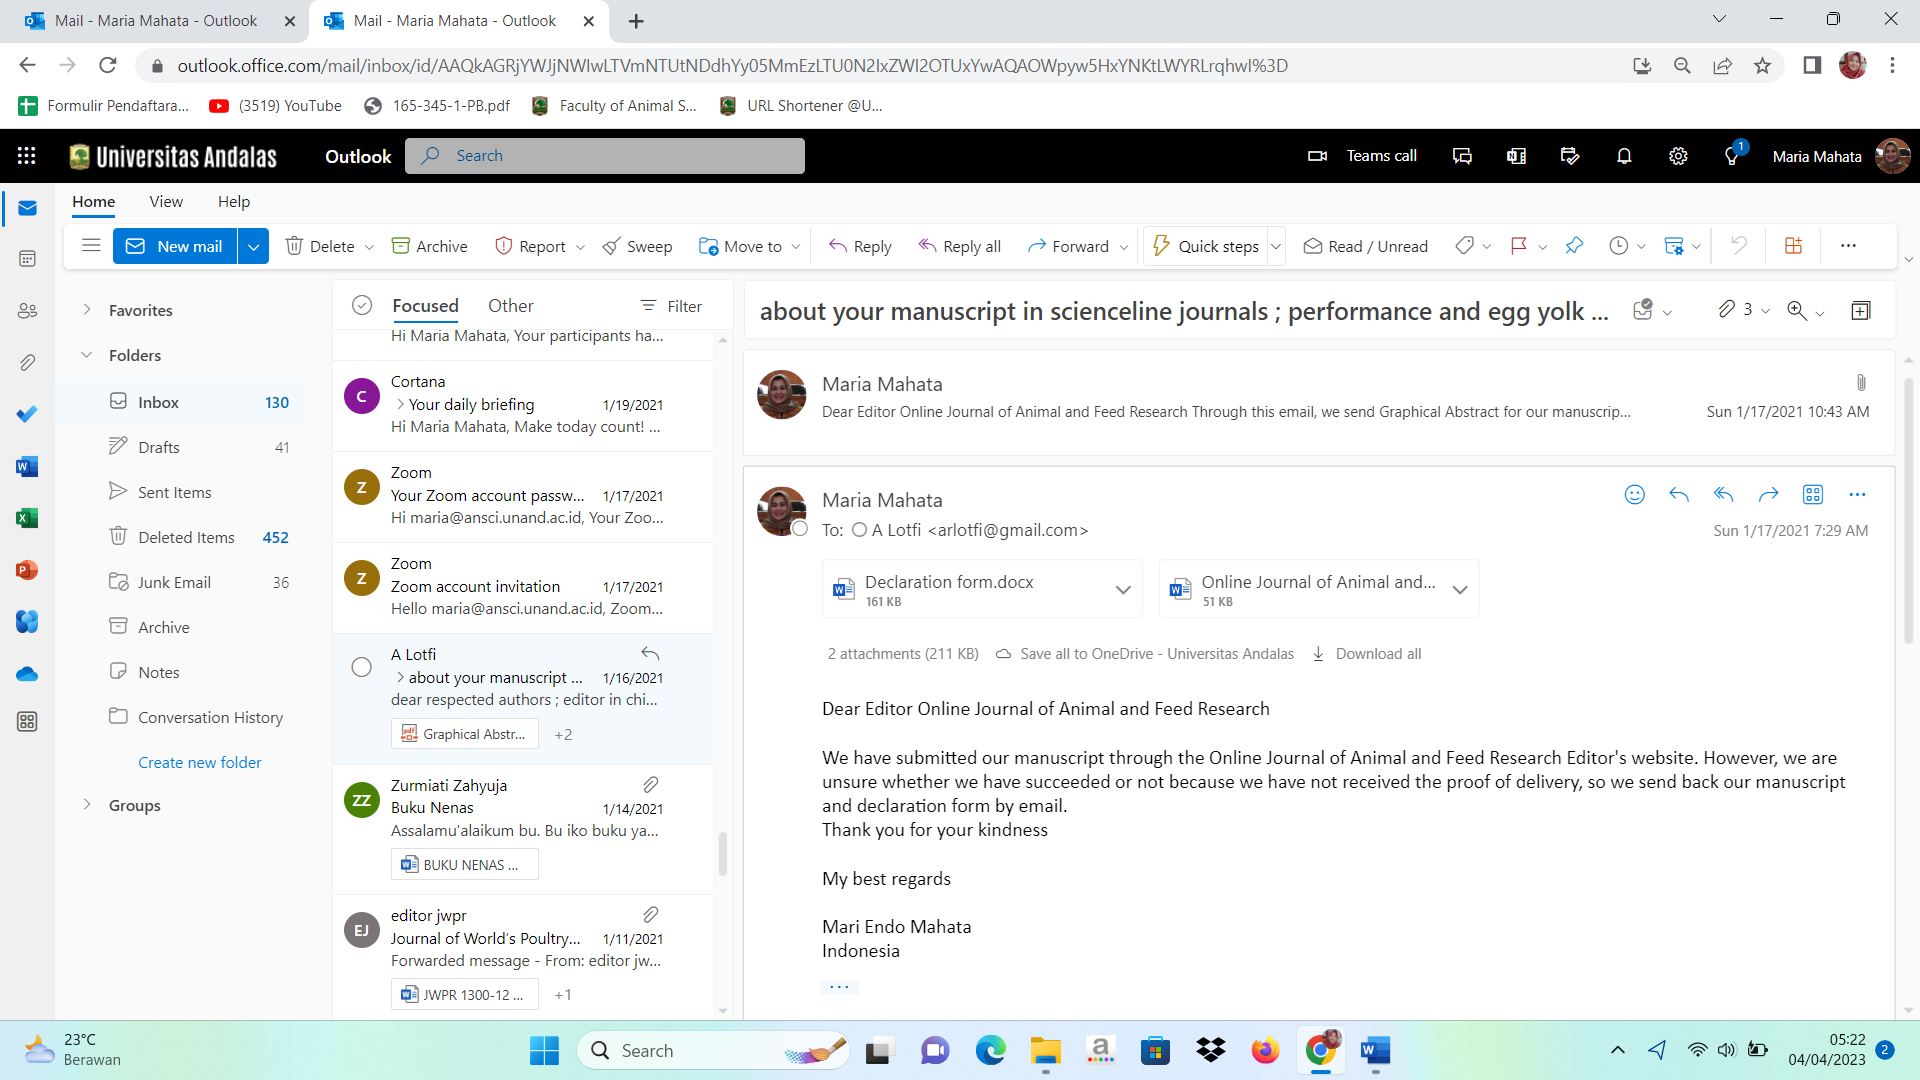 Mail - Maria Mahata - Outlook
Mail - Maria Mahata - Outlook
outlook.office.com/mail/inbox/id/AAQkAGRjYWJjNWIwLTVmNTUtNDdhYy05MmEzLTU0N2IxZWI2OTUxYwAQAOWpyw5HxYNKtLWYRLrqhwI%3D
Formulir Pendaftara...
(3519) YouTube
165-345-1-PB.pdf
Faculty of Animal S...
URL Shortener @U...
Universitas Andalas
Outlook
Search
Teams call
1
Maria Mahata
Home
View
Help
New mail
Delete
Archive
Report
Sweep
Move to
Reply
Reply all
Forward
Quick steps
Read / Unread
Favorites
Folders
Inbox 130
Drafts 41
Sent Items
Deleted Items 452
Junk Email 36
Archive
Notes
Conversation History
Create new folder
Groups
Focused
Other
Filter
Hi Maria Mahata, Your participants ha...
C
Cortana
Your daily briefing 1/19/2021
Hi Maria Mahata, Make today count! ...
Z
Zoom
Your Zoom account passw... 1/17/2021
Hi maria@ansci.unand.ac.id, Your Zoo...
Z
Zoom
Zoom account invitation 1/17/2021
Hello maria@ansci.unand.ac.id, Zoom...
A Lotfi
about your manuscript ... 1/16/2021
dear respected authors ; editor in chi...
Graphical Abstr... +2
ZZ
Zurmiati Zahyuja
Buku Nenas 1/14/2021
Assalamu'alaikum bu. Bu iko buku ya...
BUKU NENAS ...
EJ
editor jwpr
Journal of World's Poultry... 1/11/2021
Forwarded message - From: editor jw...
JWPR 1300-12 ... +1
about your manuscript in scienceline journals ; performance and egg yolk ...
3
Maria Mahata
Dear Editor Online Journal of Animal and Feed Research Through this email, we send Graphical Abstract for our manuscrip...
Sun 1/17/2021 10:43 AM
Maria Mahata
To: A Lotfi <arlotfi@gmail.com>
Sun 1/17/2021 7:29 AM
Declaration form.docx
161 KB
Online Journal of Animal and...
51 KB
2 attachments (211 KB)
Save all to OneDrive - Universitas Andalas
Download all
Dear Editor Online Journal of Animal and Feed Research
We have submitted our manuscript through the Online Journal of Animal and Feed Research Editor's website. However, we are
unsure whether we have succeeded or not because we have not received the proof of delivery, so we send back our manuscript
and declaration form by email.
Thank you for your kindness
My best regards
Mari Endo Mahata
Indonesia
...
23°C
Berawan
Search
05:22
04/04/2023
2